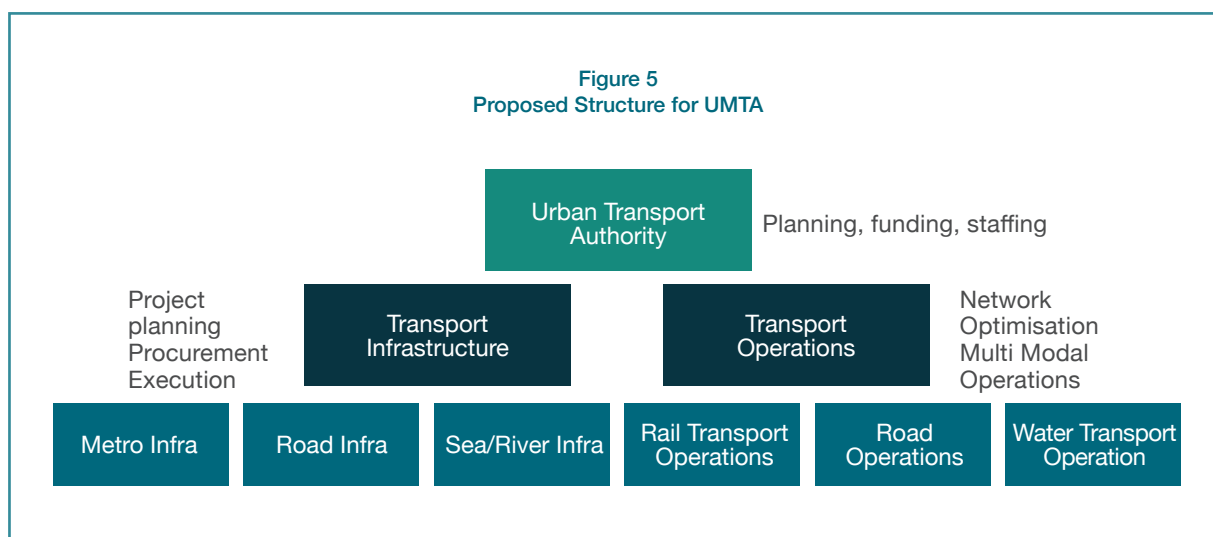 Figure 5
Proposed Structure for UMTA
Urban Transport
Authority
Planning, funding, staffing
Project
planning
Procurement
Execution
Transport
Infrastructure
Transport
Operations
Network
Optimisation
Multi Modal
Operations
Metro Infra
Road Infra
Sea/River Infra
Rail Transport
Operations
Road
Operations
Water Transport
Operation